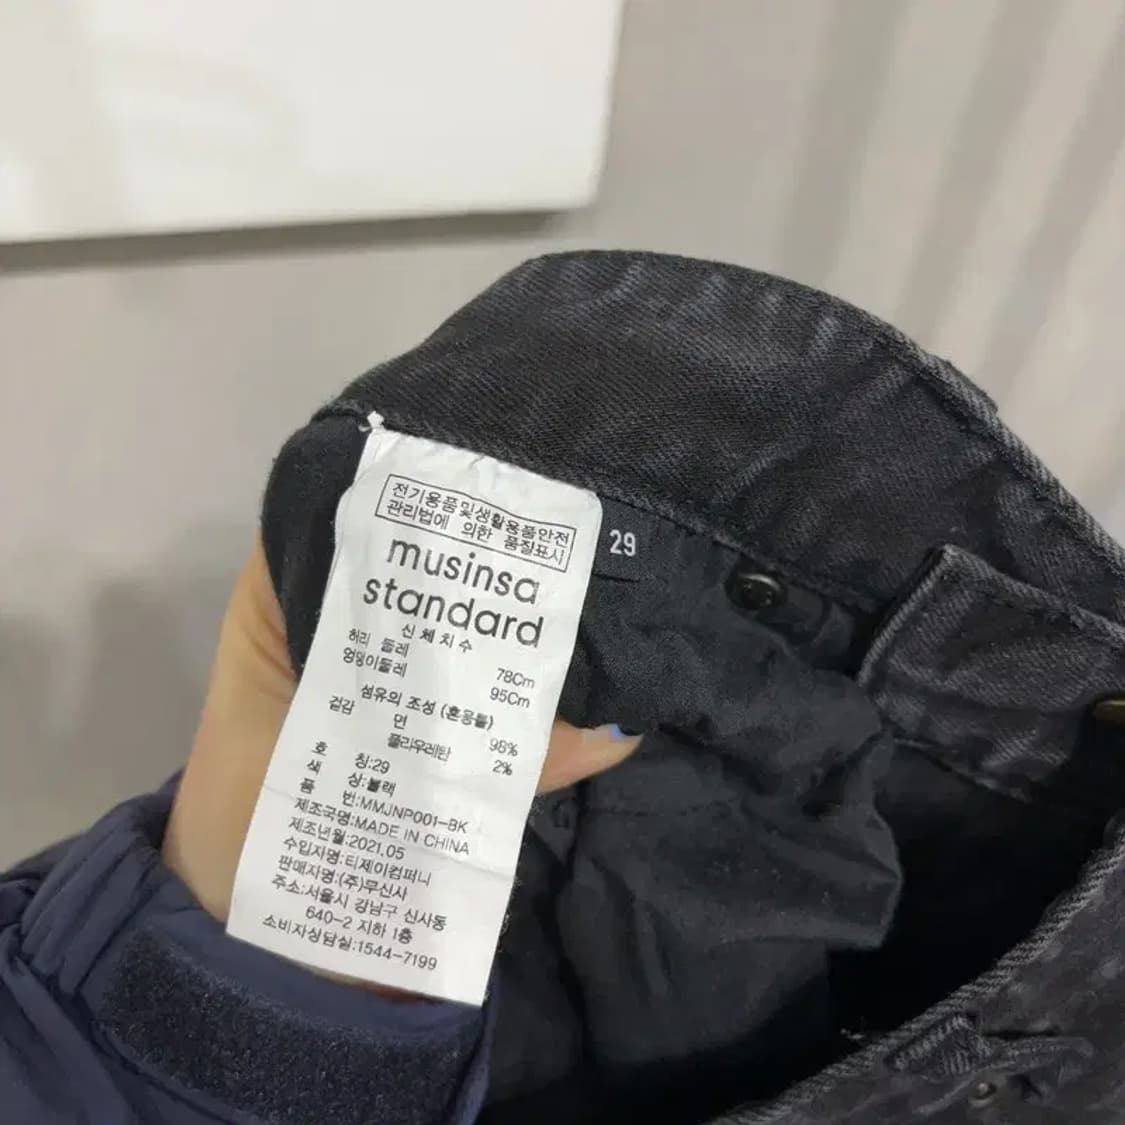 전기용품및생활용품안전
관리법에 의한 품질표시
musinsa
standard
신체치수
허리 둘레 78Cm
엉덩이둘레 95Cm
섬유의 조성 (혼용률)
겉감 면 98%
폴리우레탄 2%
호 칭:29
색 상:블랙
품 번:MMJNP001-BK
제조국명:MADE IN CHINA
제조년월:2021.05
수입자명:티제이컴퍼니
판매자명:(주)무신사
주소:서울시 강남구 신사동
640-2 지하 1층
소비자상담실:1544-7199
29